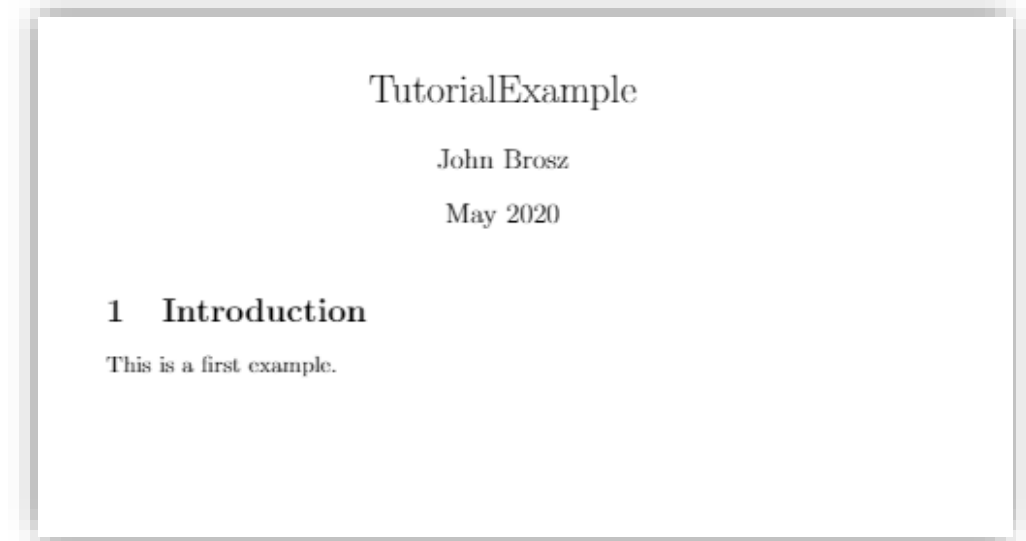 TutorialExample
John Brosz
May 2020
1 Introduction
This is a first example.